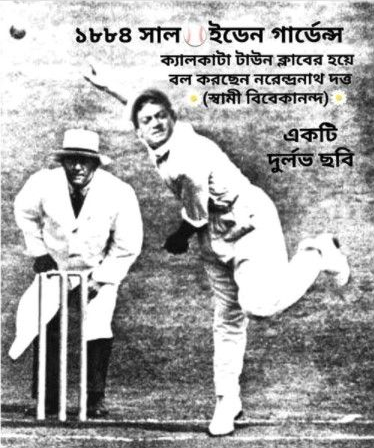 ১৮৮৪ সাল⚾ইডেন গার্ডেন্স
ক্যালকাটা টাউন ক্লাবের হয়ে
বল করছেন নরেন্দ্রনাথ দত্ত
(স্বামী বিবেকানন্দ)
একটি
দুর্লভ ছবি